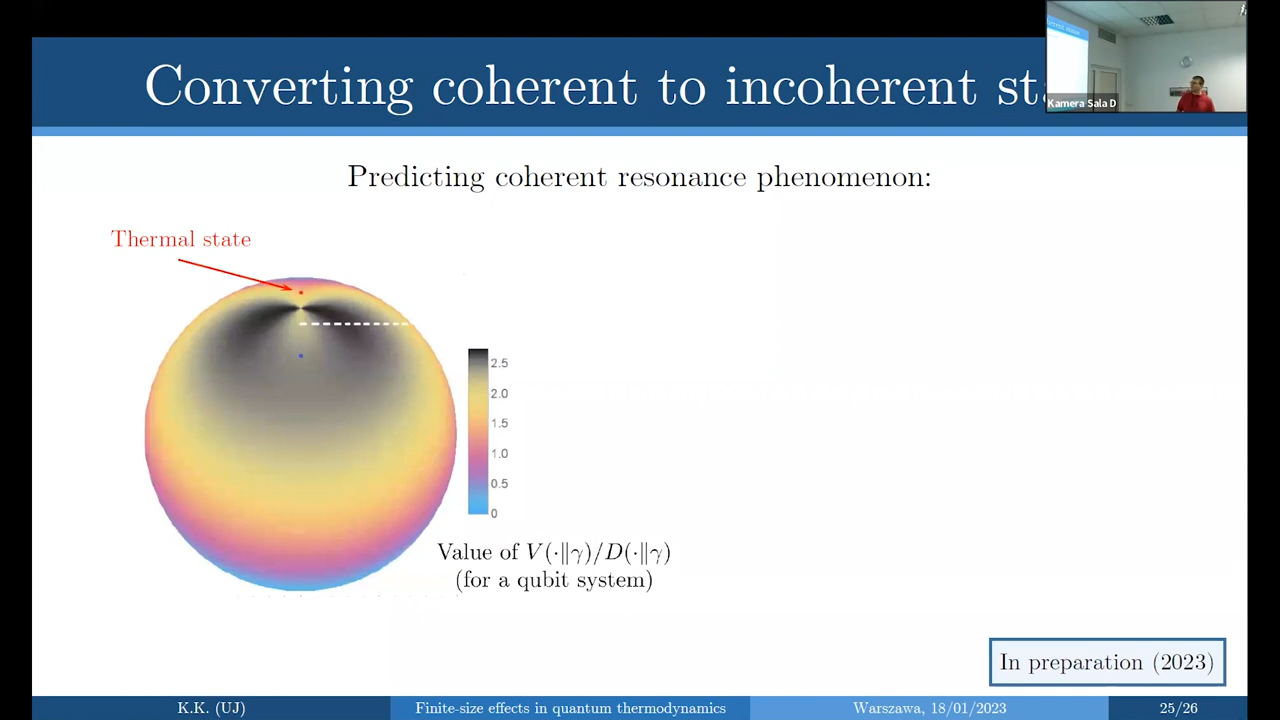 Converting coherent to incoherent
Kamera Sala D
Predicting coherent resonance phenomenon:
Thermal state
2.5
2.0
1.5
1.0
0.5
0
Value of V(·‖γ)/D(·‖γ)
(for a qubit system)
In preparation (2023)
K.K. (UJ)
Finite-size effects in quantum thermodynamics
Warszawa, 18/01/2023
25/26